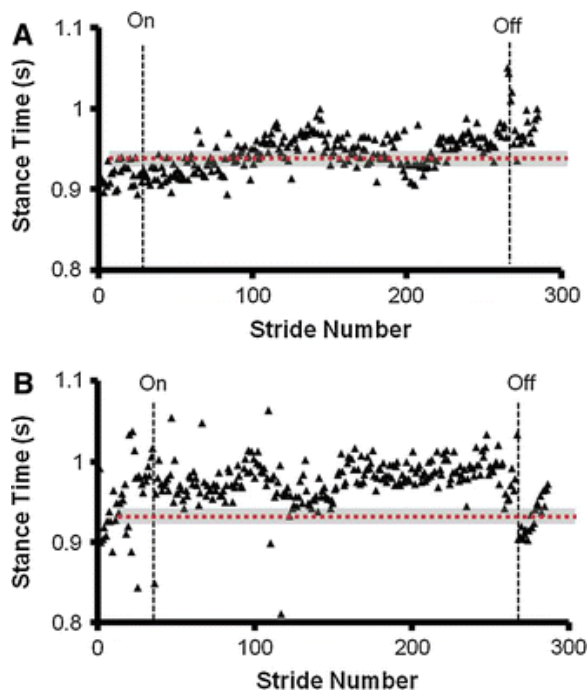 A
On
Off
Stance Time (s)
1.1
1
0.9
0.8
0
100
200
300
Stride Number
B
On
Off
Stance Time (s)
1.1
1
0.9
0.8
0
100
200
300
Stride Number